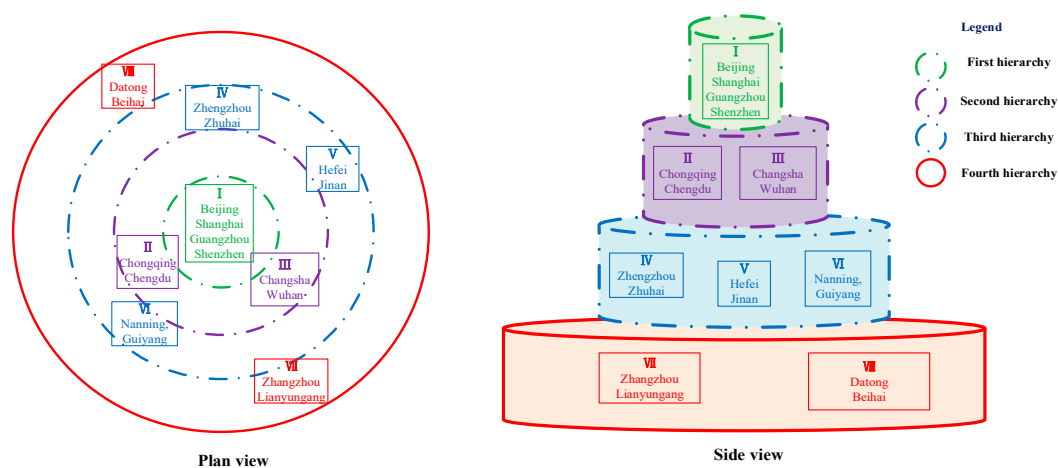 Ⅷ
Datong
Beihai
Ⅳ
Zhengzhou
Zhuhai
Ⅴ
Hefei
Jinan
Ⅰ
Beijing
Shanghai
Guangzhou
Shenzhen
Ⅱ
Chongqing
Chengdu
Ⅲ
Changsha
Wuhan
Ⅵ
Nanning,
Guiyang
Ⅶ
Zhangzhou
Lianyungang
Plan view
Ⅰ
Beijing
Shanghai
Guangzhou
Shenzhen
Ⅱ
Chongqing
Chengdu
Ⅲ
Changsha
Wuhan
Ⅳ
Zhengzhou
Zhuhai
Ⅴ
Hefei
Jinan
Ⅵ
Nanning,
Guiyang
Ⅶ
Zhangzhou
Lianyungang
Ⅷ
Datong
Beihai
Side view
Legend
First hierarchy
Second hierarchy
Third hierarchy
Fourth hierarchy